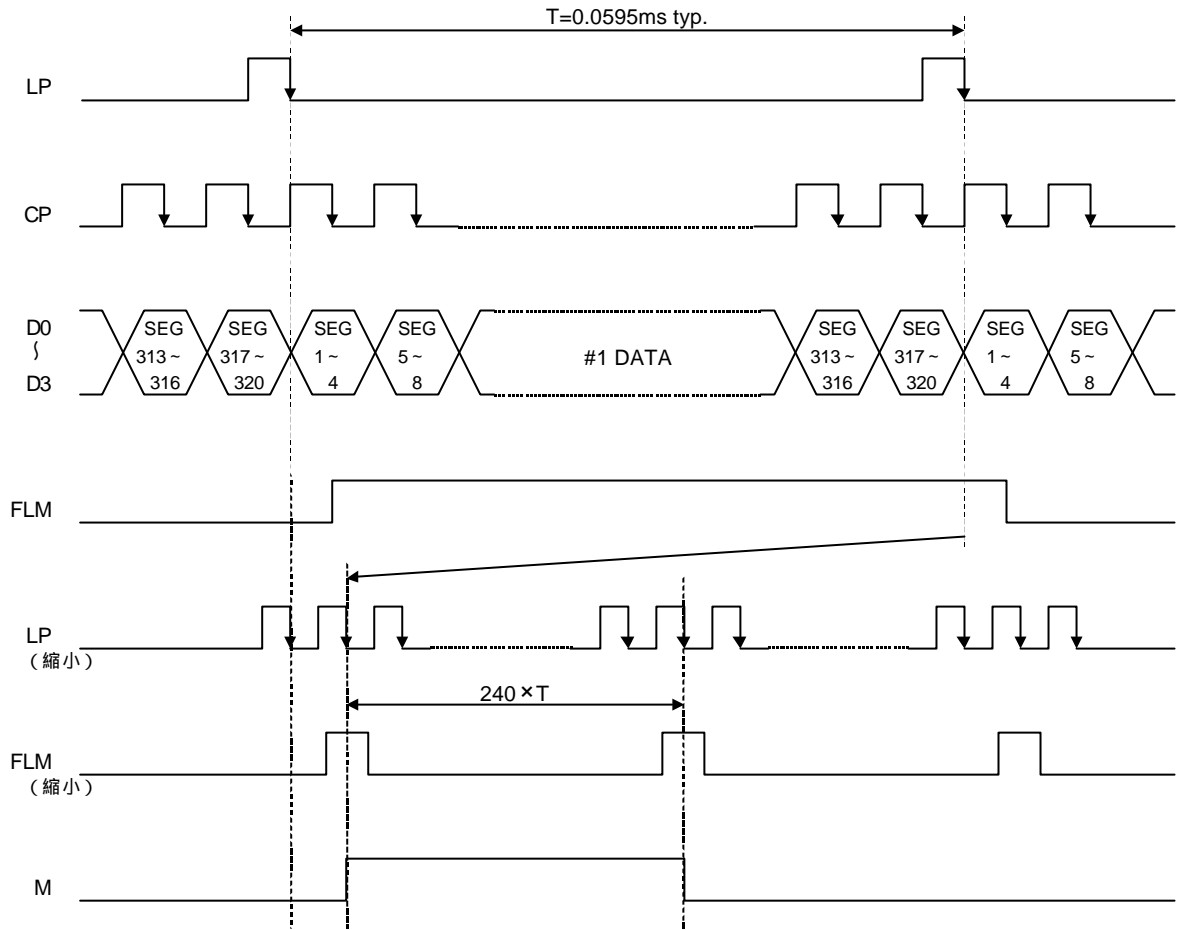 T=0.0595ms typ.
LP
CP
D0
~
D3
SEG
313~
316
SEG
317~
320
SEG
1~
4
SEG
5~
8
#1 DATA
SEG
313~
316
SEG
317~
320
SEG
1~
4
SEG
5~
8
FLM
LP
(縮小)
240×T
FLM
(縮小)
M